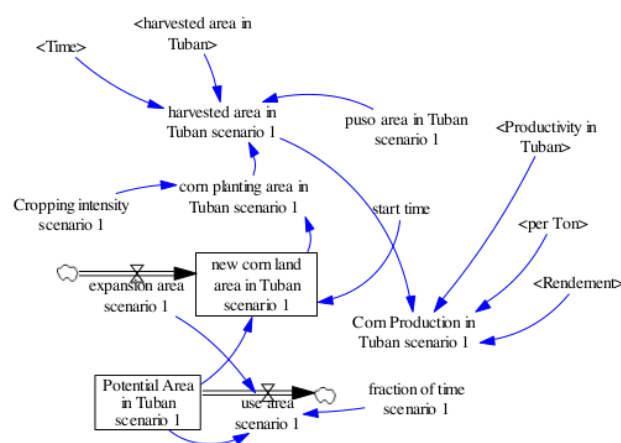 <harvested area in
Tuban>
<Time>
harvested area in
Tuban scenario 1
puso area in Tuban
scenario 1
<Productivity in
Tuban>
corn planting area in
Tuban scenario 1
Cropping intensity
scenario 1
start time
<per Ton>
new corn land
area in Tuban
scenario 1
expansion area
scenario 1
<Rendement>
Corn Production in
Tuban scenario 1
Potential Area
in Tuban
scenario 1
use area
scenario 1
fraction of time
scenario 1